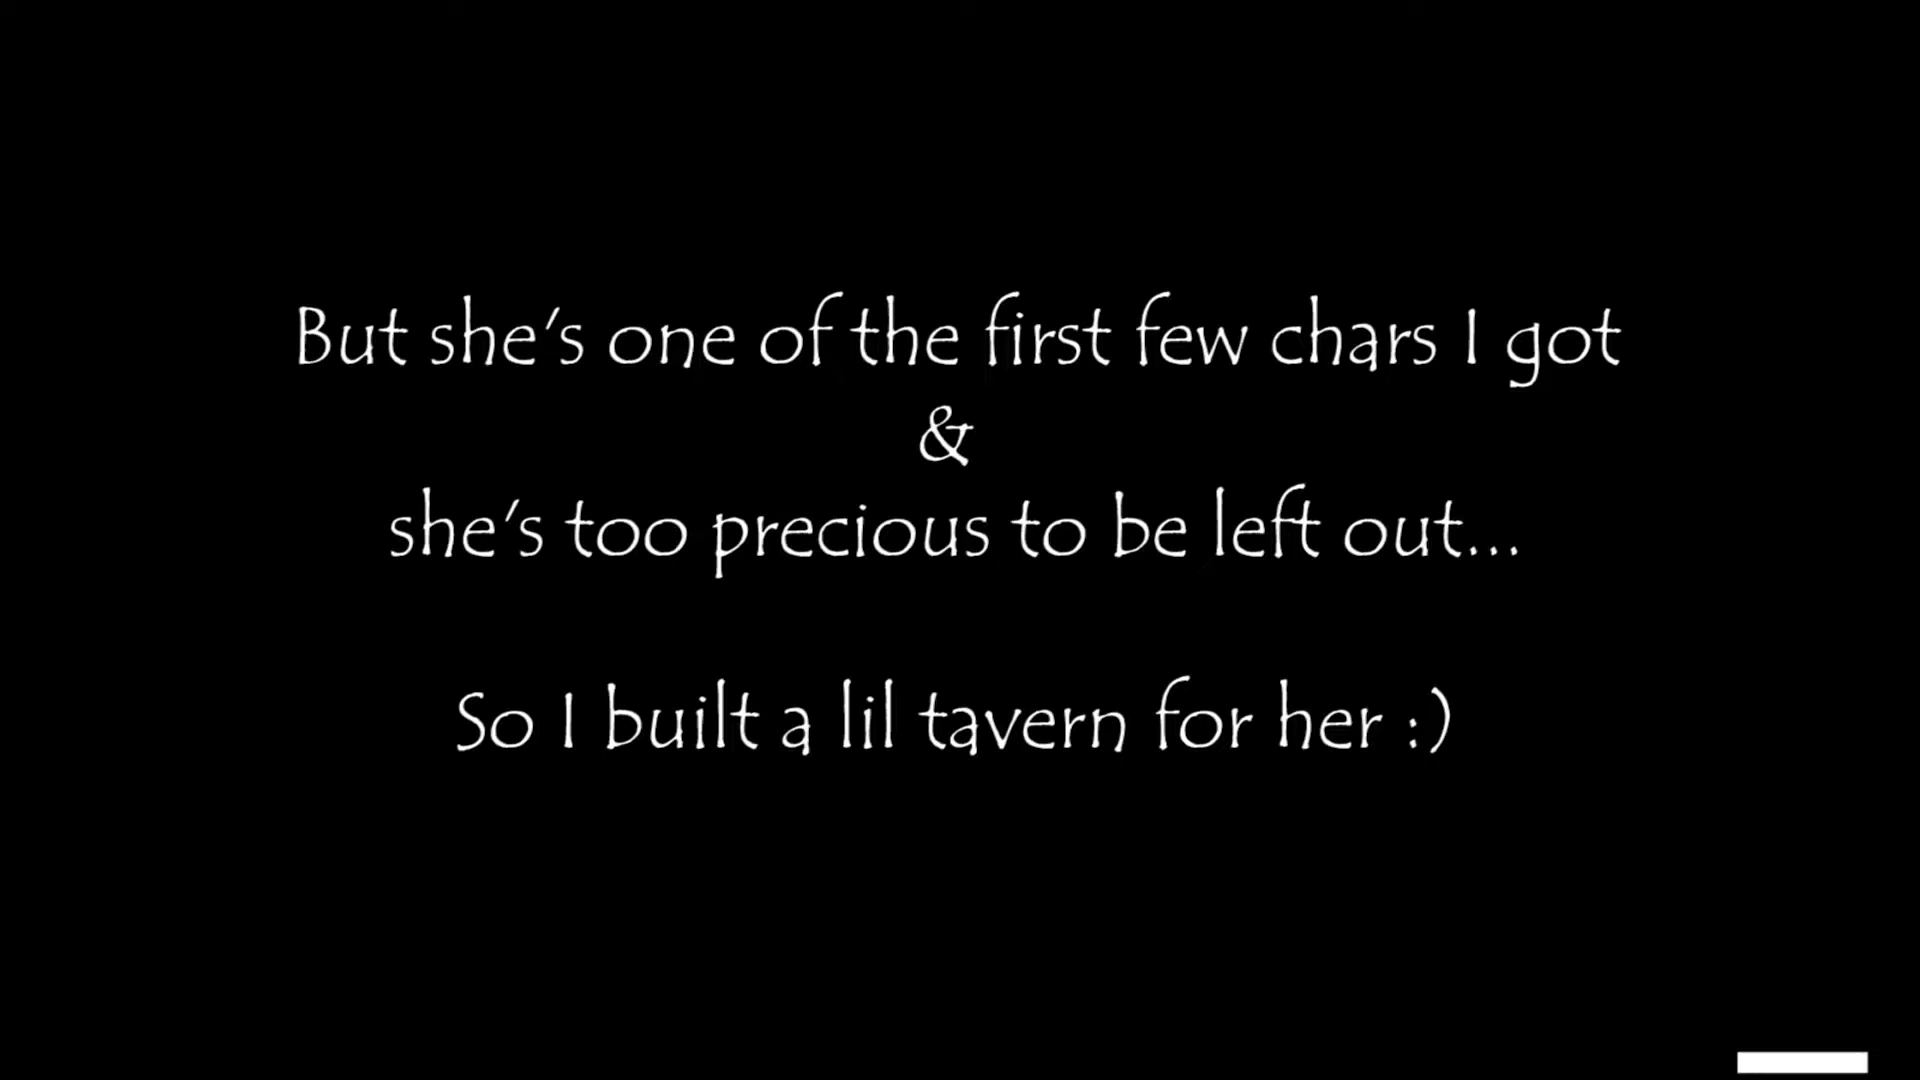 But she's one of the first few chars I got
&
she's too precious to be left out...
So I built a lil tavern for her :)